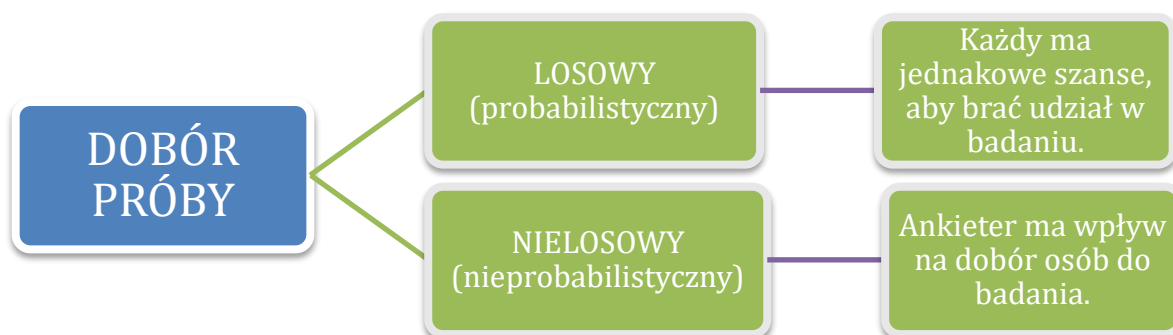 DOBÓR
PRÓBY
LOSOWY
(probabilistyczny)
Każdy ma
jednakowe szanse,
aby brać udział w
badaniu.
NIELOSOWY
(nieprobabilistyczny)
Ankieter ma wpływ
na dobór osób do
badania.